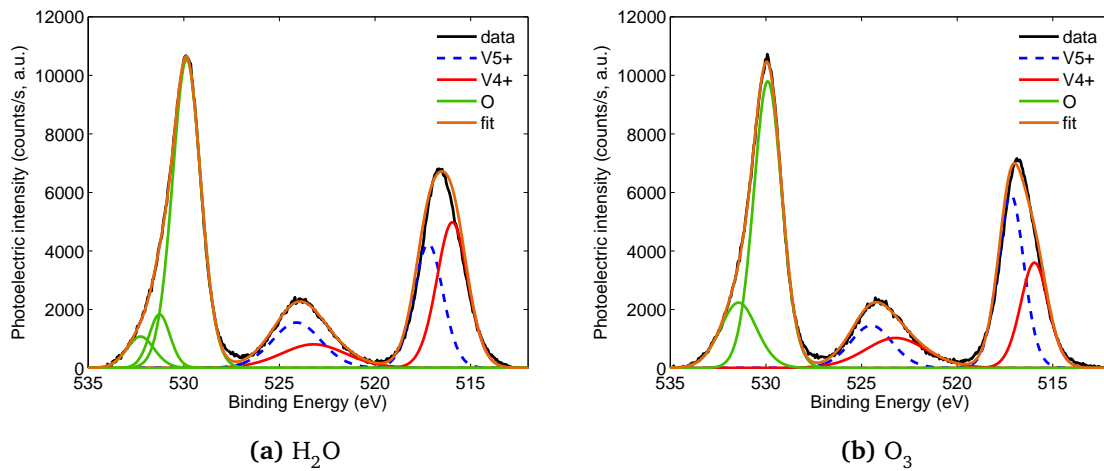 12000
10000
8000
6000
4000
2000
0
535
530
525
520
515
Photoelectric intensity (counts/s, a.u.)
Binding Energy (eV)
data
V5+
V4+
O
fit
(a) H₂O
12000
10000
8000
6000
4000
2000
0
535
530
525
520
515
Photoelectric intensity (counts/s, a.u.)
Binding Energy (eV)
data
V5+
V4+
O
fit
(b) O₃